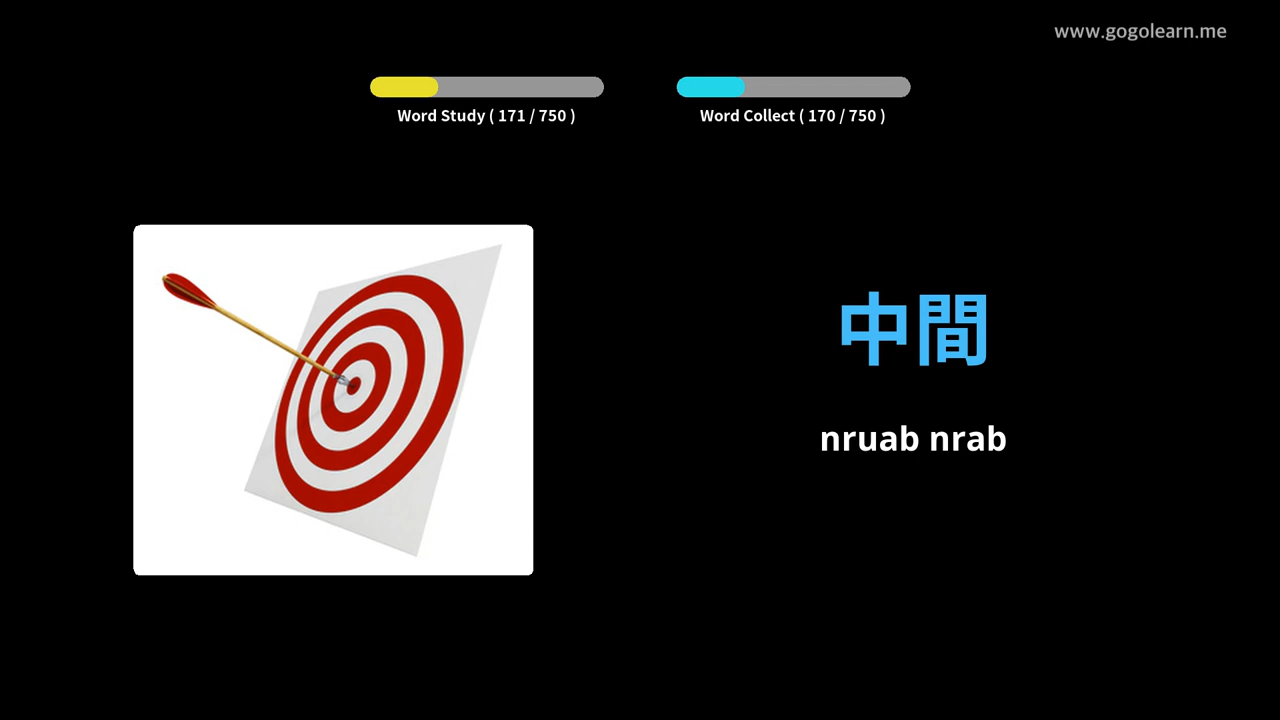 www.gogolearn.me
Word Study ( 171 / 750 )
Word Collect ( 170 / 750 )
中間
nruab nrab